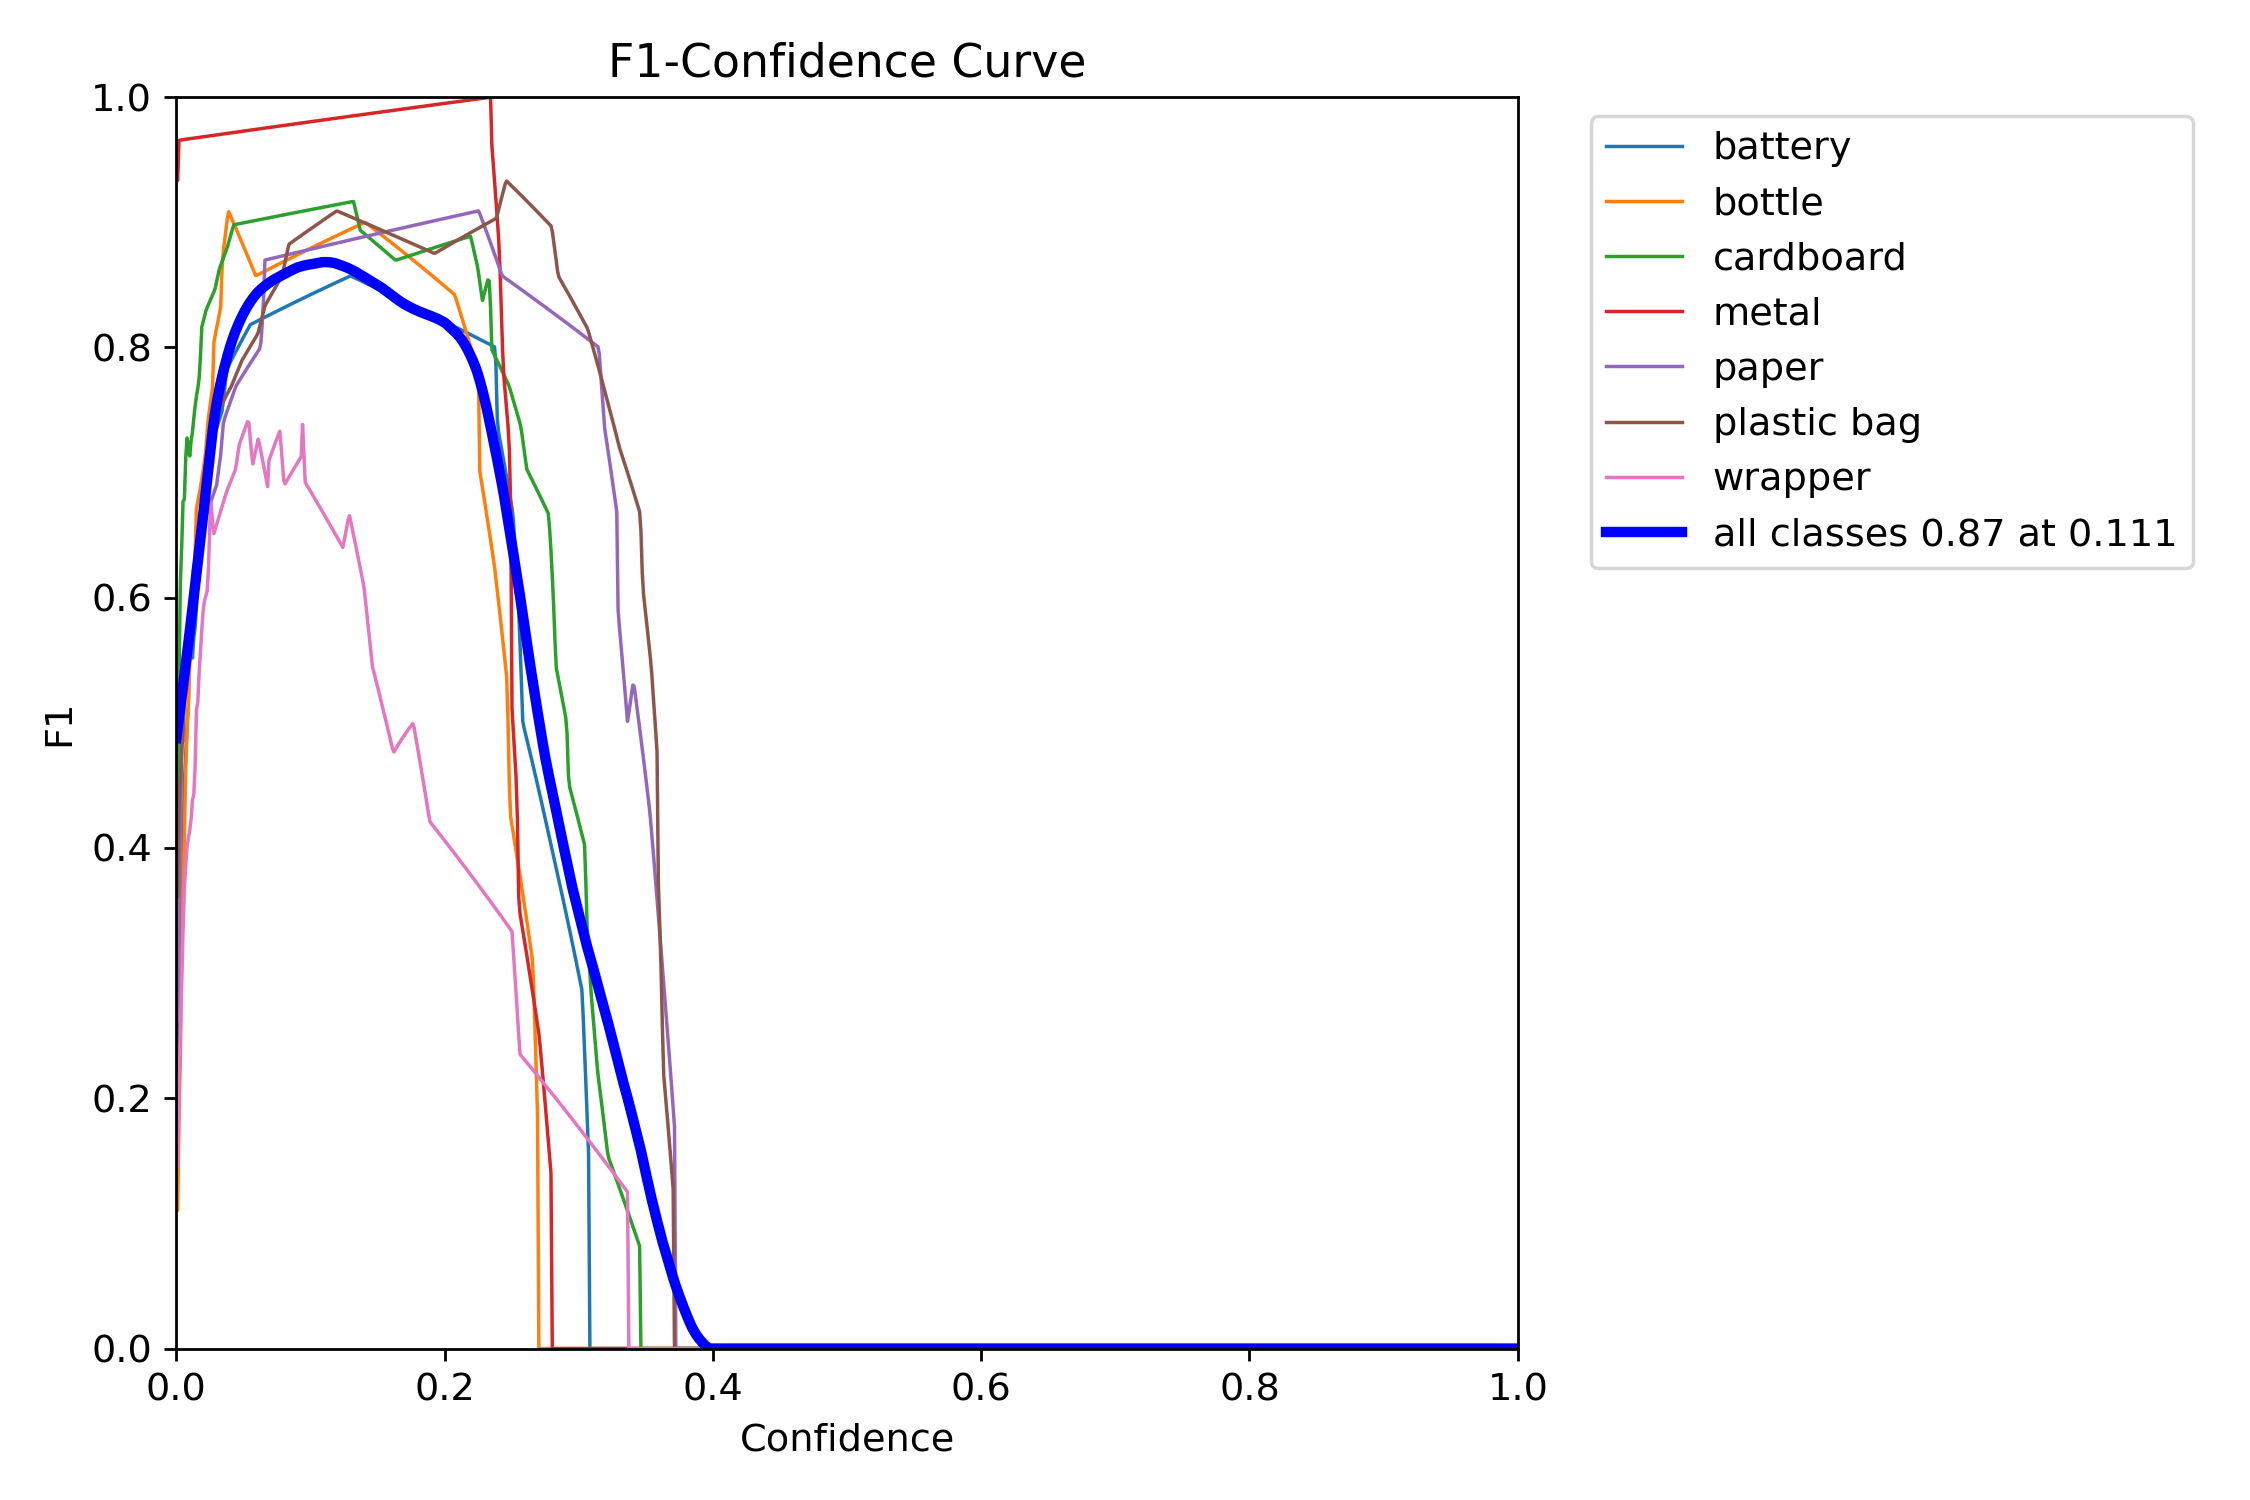 F1-Confidence Curve
1.0
0.8
0.6
0.4
0.2
0.0
F1
0.0 0.2 0.4 0.6 0.8 1.0
Confidence
battery
bottle
cardboard
metal
paper
plastic bag
wrapper
all classes 0.87 at 0.111